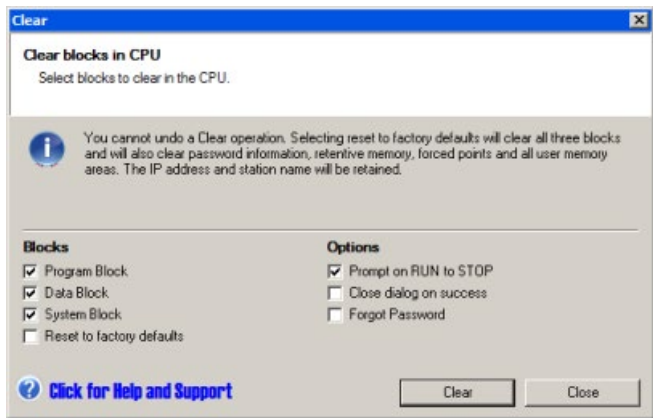 Clear
Clear blocks in CPU
Select blocks to clear in the CPU.
You cannot undo a Clear operation. Selecting reset to factory defaults will clear all three blocks
and will also clear password information, retentive memory, forced points and all user memory
areas. The IP address and station name will be retained.
Blocks
Program Block
Data Block
System Block
Reset to factory defaults
Options
Prompt on RUN to STOP
Close dialog on success
Forgot Password
Click for Help and Support
Clear
Close